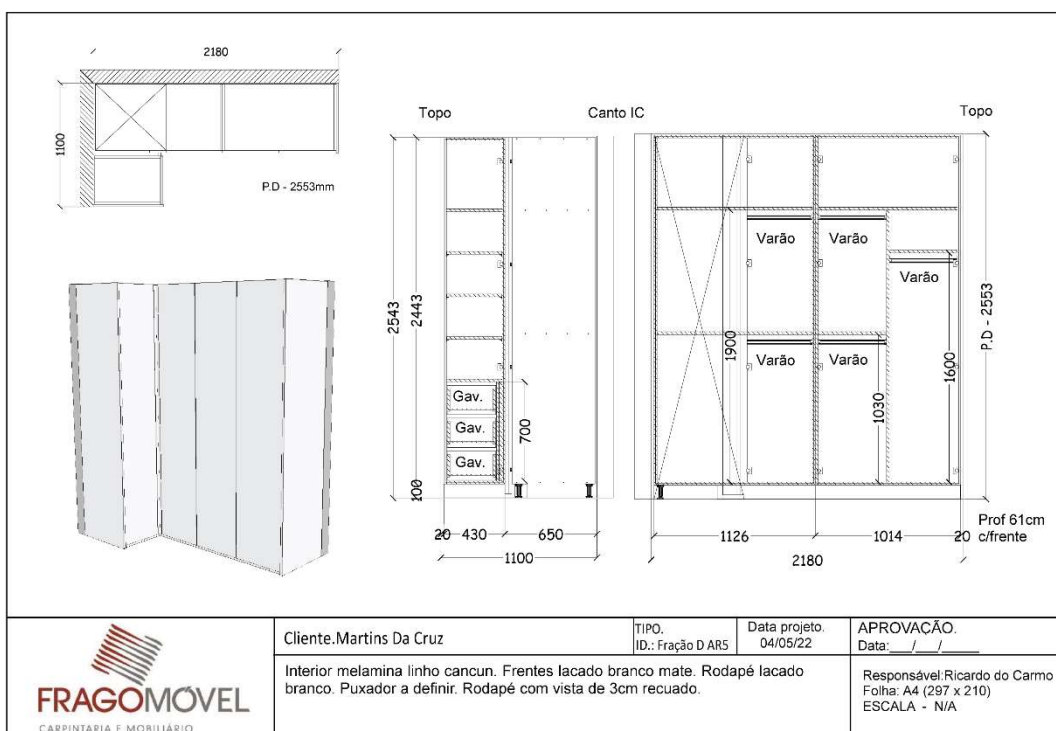 2180
1100
P.D - 2553mm
Topo
Canto IC
Topo
2543
2443
100
Gav.
Gav.
Gav.
700
20
430
650
1100
Varão
Varão
Varão
Varão
Varão
1900
1030
1600
P.D - 2553
1126
1014
20
2180
Prof 61cm
c/frente
FRAGOMÓVEL
CARPINTARIA E MOBILIÁRIO
Cliente.Martins Da Cruz
TIPO.
ID.: Fração D AR5
Data projeto.
04/05/22
APROVAÇÃO.
Data:___/___/_____
Interior melamina linho cancun. Frentes lacado branco mate. Rodapé lacado
branco. Puxador a definir. Rodapé com vista de 3cm recuado.
Responsável:Ricardo do Carmo
Folha: A4 (297 x 210)
ESCALA - N/A